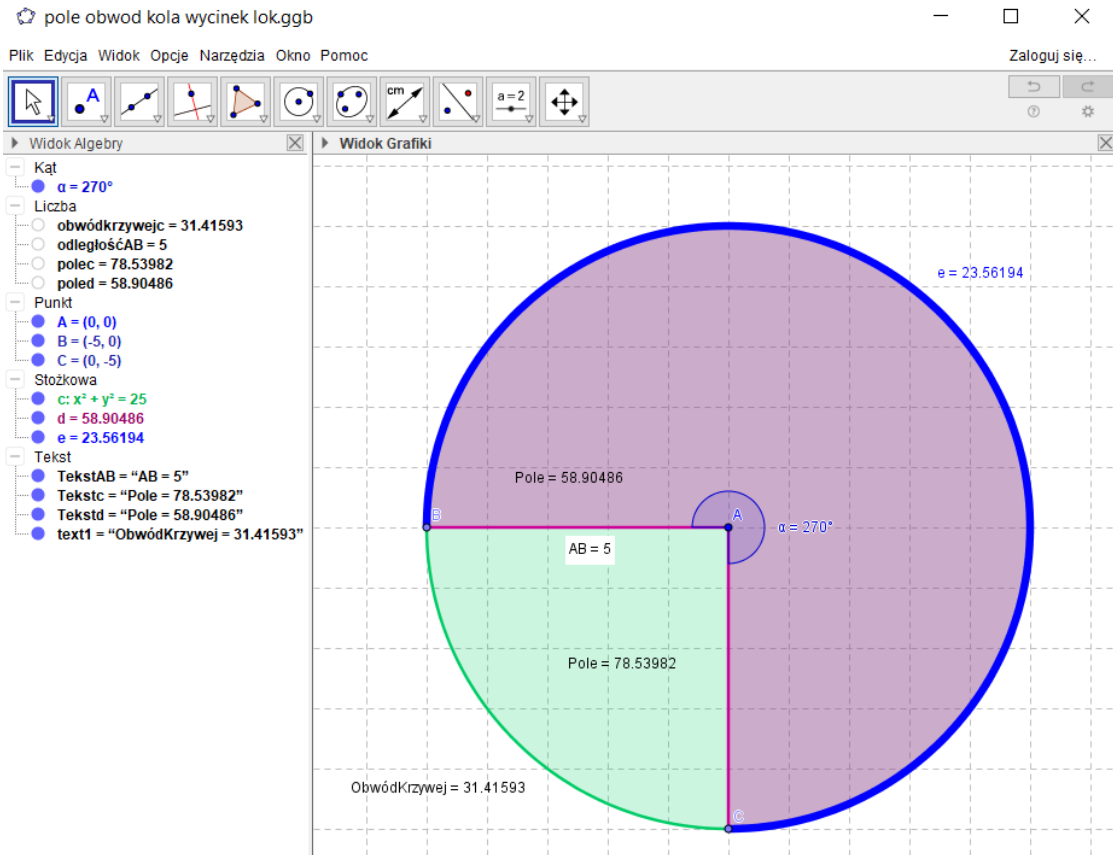 pole obwod kola wycinek lok.ggb
Plik Edycja Widok Opcje Narzędzia Okno Pomoc
Zaloguj się...
A
cm
a=2
Widok Algebry
Widok Grafiki
Kąt
α = 270°
Liczba
obwódkrzywejc = 31.41593
odległośćAB = 5
polec = 78.53982
poled = 58.90486
Punkt
A = (0, 0)
B = (-5, 0)
C = (0, -5)
Stożkowa
c: x² + y² = 25
d = 58.90486
e = 23.56194
Tekst
TekstAB = “AB = 5”
Tekstc = “Pole = 78.53982”
Tekstd = “Pole = 58.90486”
text1 = “ObwódKrzywej = 31.41593”
e = 23.56194
Pole = 58.90486
B
A
α = 270°
AB = 5
Pole = 78.53982
ObwódKrzywej = 31.41593
C